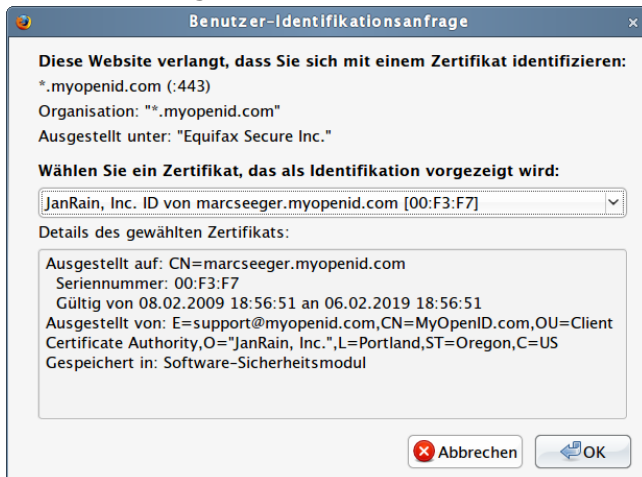 Benutzer-Identifikationsanfrage
Diese Website verlangt, dass Sie sich mit einem Zertifikat identifizieren:
*.myopenid.com (:443)
Organisation: "*.myopenid.com"
Ausgestellt unter: "Equifax Secure Inc."
Wählen Sie ein Zertifikat, das als Identifikation vorgezeigt wird:
JanRain, Inc. ID von marcseeger.myopenid.com [00:F3:F7]
Details des gewählten Zertifikats:
Ausgestellt auf: CN=marcseeger.myopenid.com
Seriennummer: 00:F3:F7
Gültig von 08.02.2009 18:56:51 an 06.02.2019 18:56:51
Ausgestellt von: E=support@myopenid.com,CN=MyOpenID.com,OU=Client
Certificate Authority,O="JanRain, Inc.",L=Portland,ST=Oregon,C=US
Gespeichert in: Software-Sicherheitsmodul
Abbrechen OK